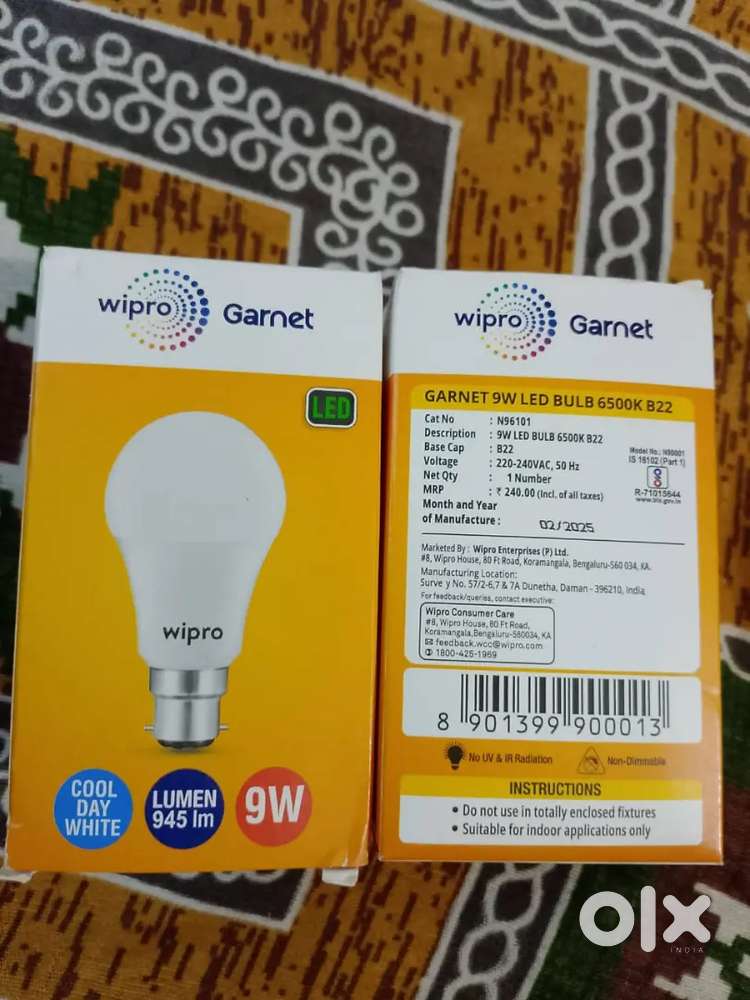 wipro Garnet
LED
wipro
COOL
DAY
WHITE
LUMEN
945 lm
9W
wipro Garnet
GARNET 9W LED BULB 6500K B22
Cat No : N96101
Description : 9W LED BULB 6500K B22
Base Cap : B22
Voltage : 220-240VAC, 50 Hz
Net Qty : 1 Number
MRP : ₹ 240.00 (Incl. of all taxes)
Month and Year
of Manufacture : 02/2025
Model No.: N90001
IS 16102 (Part 1)
R-71015644
www.bis.gov.in
Marketed By : Wipro Enterprises (P) Ltd.
#8, Wipro House, 80 Ft Road, Koramangala, Bengaluru-560 034, KA.
Manufacturing Location:
Surve y No. 57/2-6,7 & 7A Dunetha, Daman - 396210, India
For feedback/queries, contact executive:
Wipro Consumer Care
#8, Wipro House, 80 Ft Road,
Koramangala,Bengaluru-560034, KA
feedback.wcc@wipro.com
1800-425-1969
8 901399 900013
No UV & IR Radiation
Non-Dimmable
INSTRUCTIONS
• Do not use in totally enclosed fixtures
• Suitable for indoor applications only
olx
INDIA